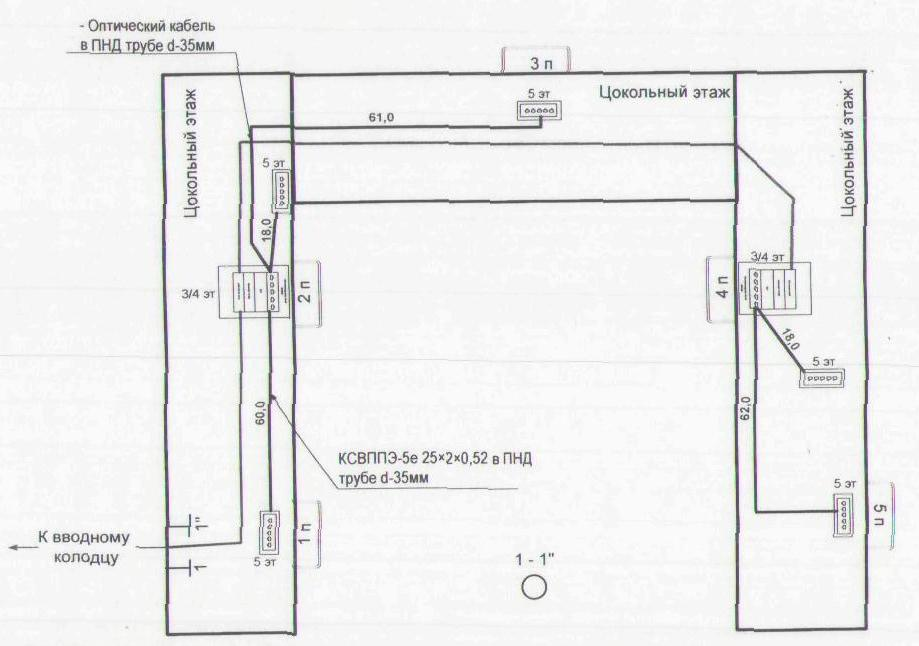 - Оптический кабель
в ПНД трубе d-35мм
3 п
5 эт
Цокольный этаж
61,0
Цокольный этаж
Цокольный этаж
5 эт
18,0
3/4 эт
2 п
4 п
3/4 эт
18,0
5 эт
60,0
62,0
КСВППЭ-5е 25×2×0,52 в ПНД
трубе d-35мм
5 эт
5 п
1"
1 п
К вводному
колодцу
1
5 эт
1 - 1"